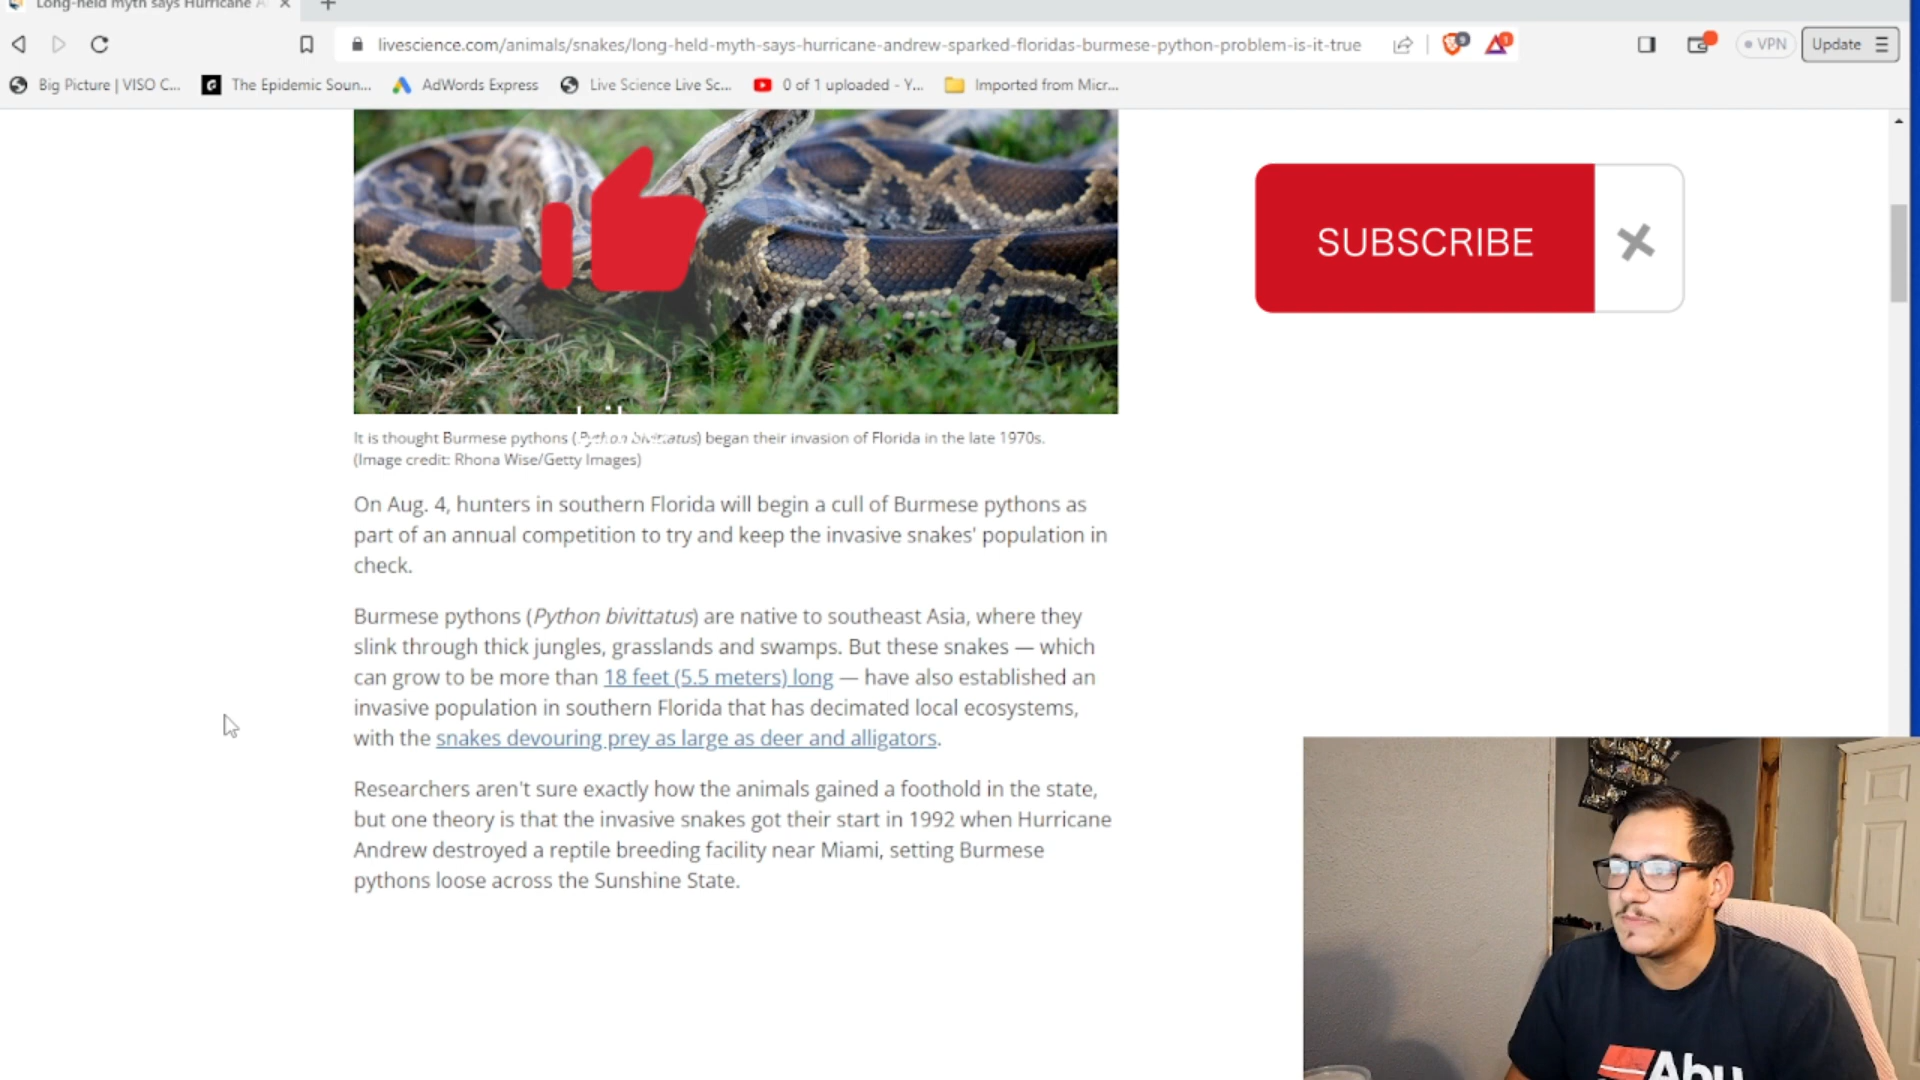 Long-held myth says Hurricane A
livescience.com/animals/snakes/long-held-myth-says-hurricane-andrew-sparked-floridas-burmese-python-problem-is-it-true
VPN
Update
Big Picture | VISO C...
The Epidemic Soun...
AdWords Express
Live Science Live Sc...
0 of 1 uploaded - Y...
Imported from Micr...
SUBSCRIBE
It is thought Burmese pythons (Python bivittatus) began their invasion of Florida in the late 1970s.
(Image credit: Rhona Wise/Getty Images)
On Aug. 4, hunters in southern Florida will begin a cull of Burmese pythons as
part of an annual competition to try and keep the invasive snakes' population in
check.
Burmese pythons (Python bivittatus) are native to southeast Asia, where they
slink through thick jungles, grasslands and swamps. But these snakes — which
can grow to be more than 18 feet (5.5 meters) long — have also established an
invasive population in southern Florida that has decimated local ecosystems,
with the snakes devouring prey as large as deer and alligators.
Researchers aren't sure exactly how the animals gained a foothold in the state,
but one theory is that the invasive snakes got their start in 1992 when Hurricane
Andrew destroyed a reptile breeding facility near Miami, setting Burmese
pythons loose across the Sunshine State.
Abu